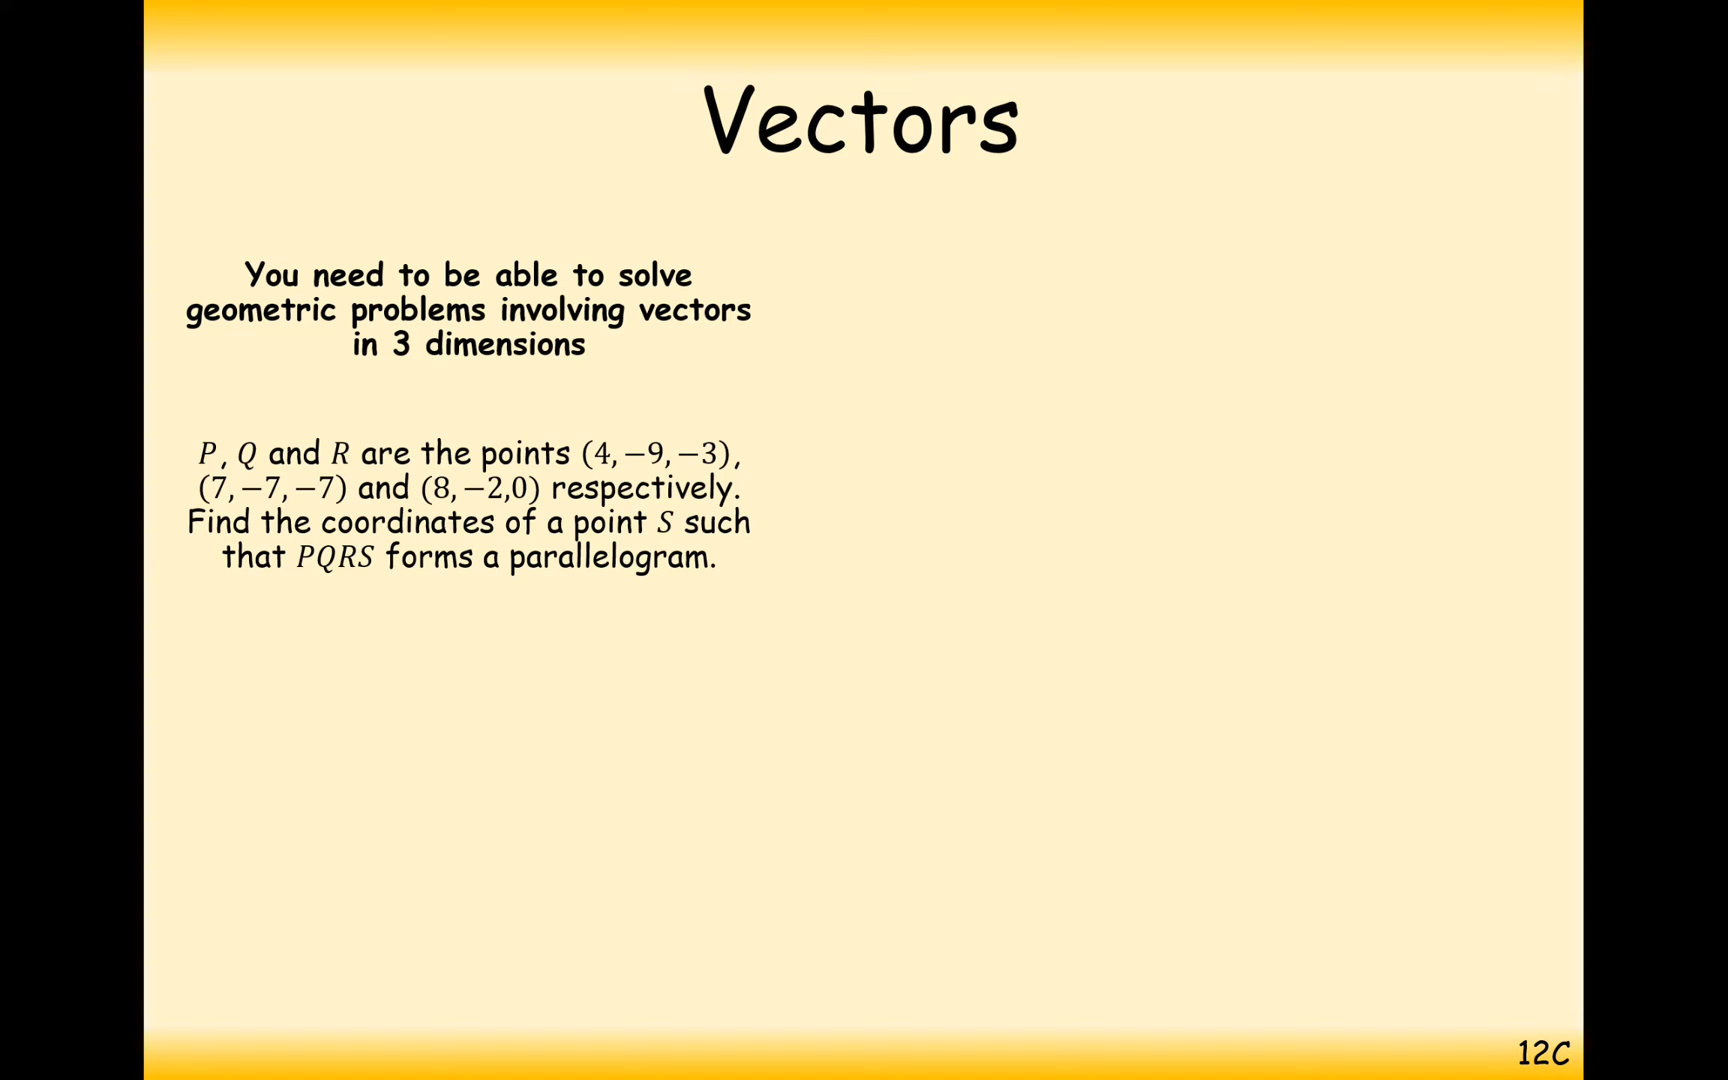 Vectors
You need to be able to solve
geometric problems involving vectors
in 3 dimensions
P, Q and R are the points (4, −9, −3),
(7, −7, −7) and (8, −2,0) respectively.
Find the coordinates of a point S such
that PQRS forms a parallelogram.
12C